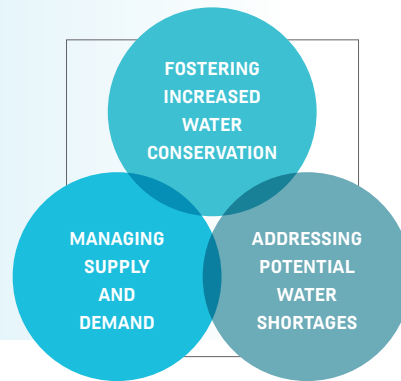 FOSTERING
INCREASED
WATER
CONSERVATION
MANAGING
SUPPLY
AND
DEMAND
ADDRESSING
POTENTIAL
WATER
SHORTAGES